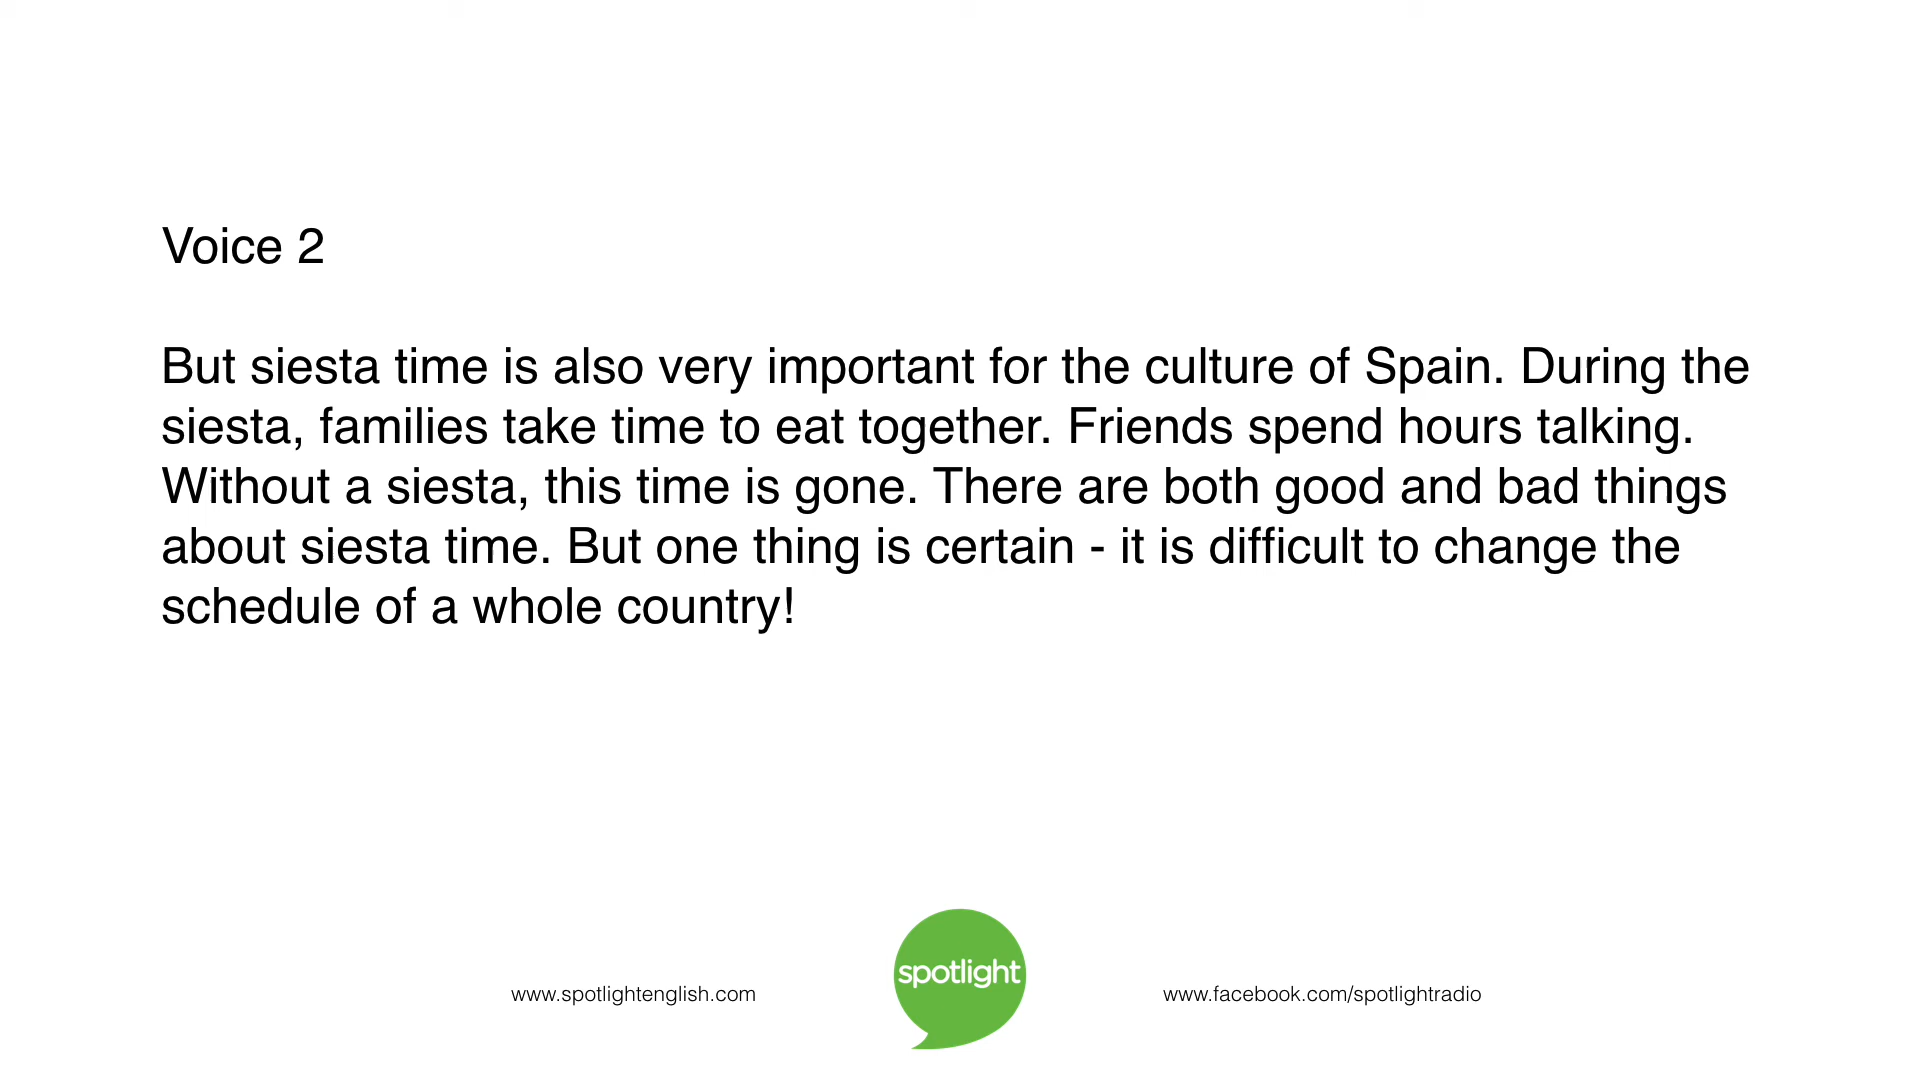 Voice 2
But siesta time is also very important for the culture of Spain. During the
siesta, families take time to eat together. Friends spend hours talking.
Without a siesta, this time is gone. There are both good and bad things
about siesta time. But one thing is certain - it is difficult to change the
schedule of a whole country!
spotlight
www.spotlightenglish.com
www.facebook.com/spotlightradio